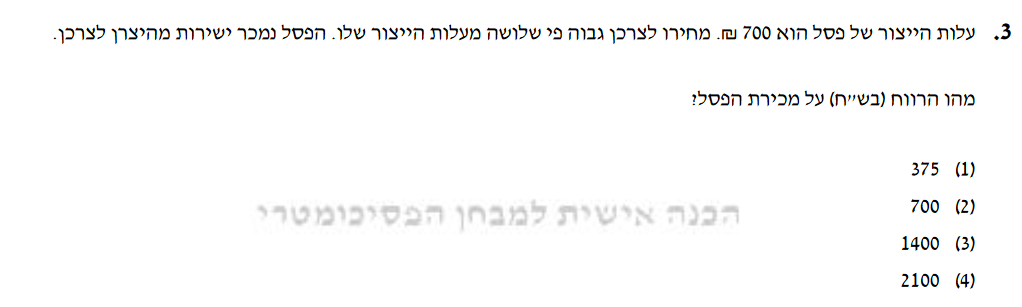 3. עלות הייצור של פסל הוא 700 ₪. מחירו לצרכן גבוה פי שלושה מעלות הייצור שלו. הפסל נמכר ישירות מהיצרן לצרכן.
מהו הרווח (בש״ח) על מכירת הפסל?
(1) 375
(2) 700
הכנה אישית למבחן הפסיכומטרי
(3) 1400
(4) 2100